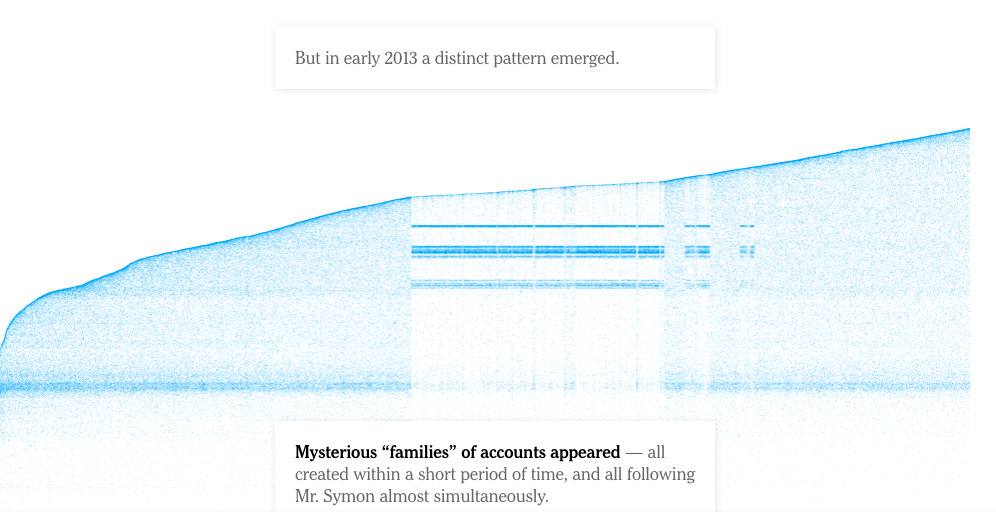 But in early 2013 a distinct pattern emerged.
Mysterious “families” of accounts appeared — all
created within a short period of time, and all following
Mr. Symon almost simultaneously.